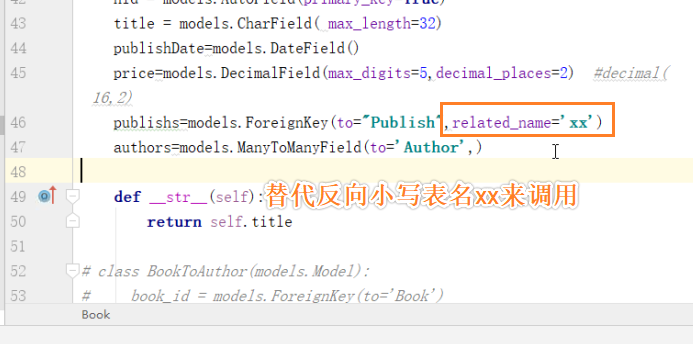 42 nid = models.AutoField(primary_key=True)
43 title = models.CharField( max_length=32)
44 publishDate=models.DateField()
45 price=models.DecimalField(max_digits=5,decimal_places=2) #decimal(
16,2)
46 publishs=models.ForeignKey(to="Publish",related_name='xx')
47 authors=models.ManyToManyField(to='Author',)
48
49 def __str__(self):
替代反向小写表名xx来调用
50 return self.title
51
52 # class BookToAuthor(models.Model):
53 # book_id = models.ForeignKey(to='Book')
Book